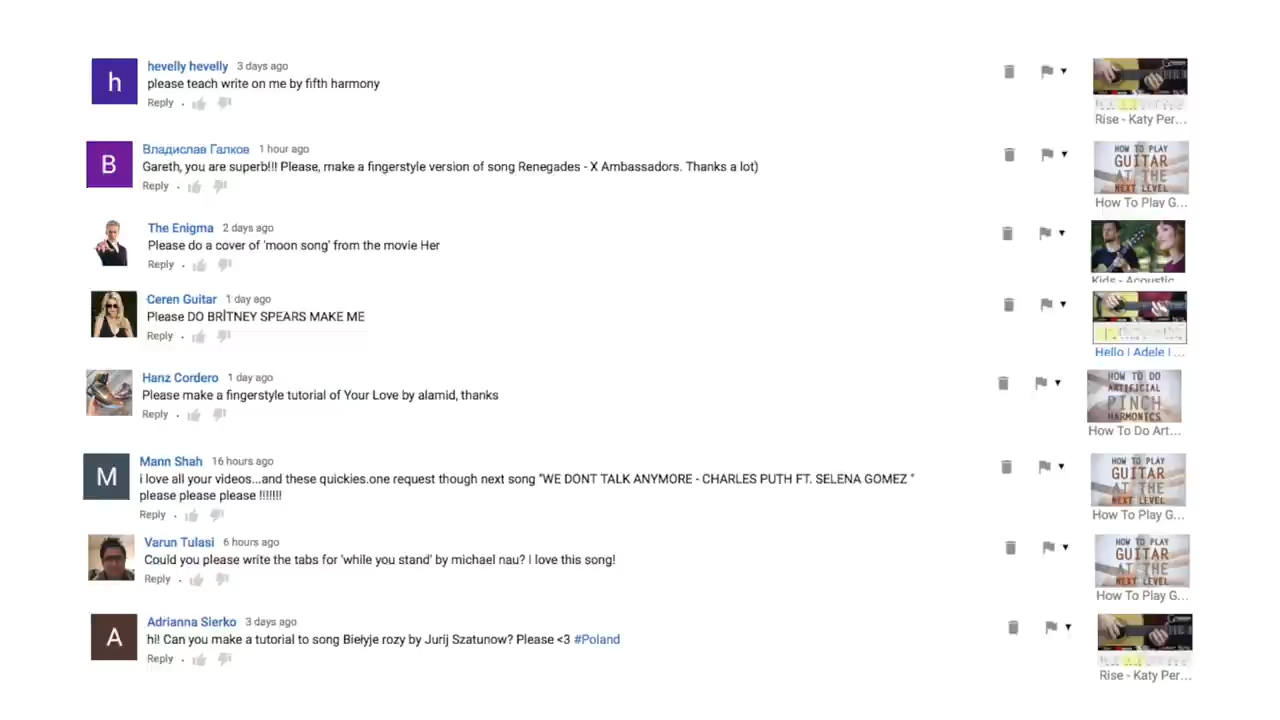 h
hevelly hevelly 3 days ago
please teach write on me by fifth harmony
Reply
Rise - Katy Per...
B
Владислав Галков 1 hour ago
Gareth, you are superb!!! Please, make a fingerstyle version of song Renegades - X Ambassadors. Thanks a lot)
Reply
HOW TO PLAY
GUITAR
AT THE
NEXT LEVEL
How To Play G...
The Enigma 2 days ago
Please do a cover of 'moon song' from the movie Her
Reply
Kids - Acoustic
Ceren Guitar 1 day ago
Please DO BRİTNEY SPEARS MAKE ME
Reply
Hello | Adele | ...
Hanz Cordero 1 day ago
Please make a fingerstyle tutorial of Your Love by alamid, thanks
Reply
HOW TO DO
ARTIFICIAL
PINCH
HARMONICS
How To Do Art...
M
Mann Shah 16 hours ago
i love all your videos...and these quickies.one request though next song "WE DONT TALK ANYMORE - CHARLES PUTH FT. SELENA GOMEZ "
please please please !!!!!!!
Reply
HOW TO PLAY
GUITAR
AT THE
NEXT LEVEL
How To Play G...
Varun Tulasi 6 hours ago
Could you please write the tabs for 'while you stand' by michael nau? I love this song!
Reply
HOW TO PLAY
GUITAR
AT THE
NEXT LEVEL
How To Play G...
A
Adrianna Sierko 3 days ago
hi! Can you make a tutorial to song Biełyje rozy by Jurij Szatunow? Please <3 #Poland
Reply
Rise - Katy Per...